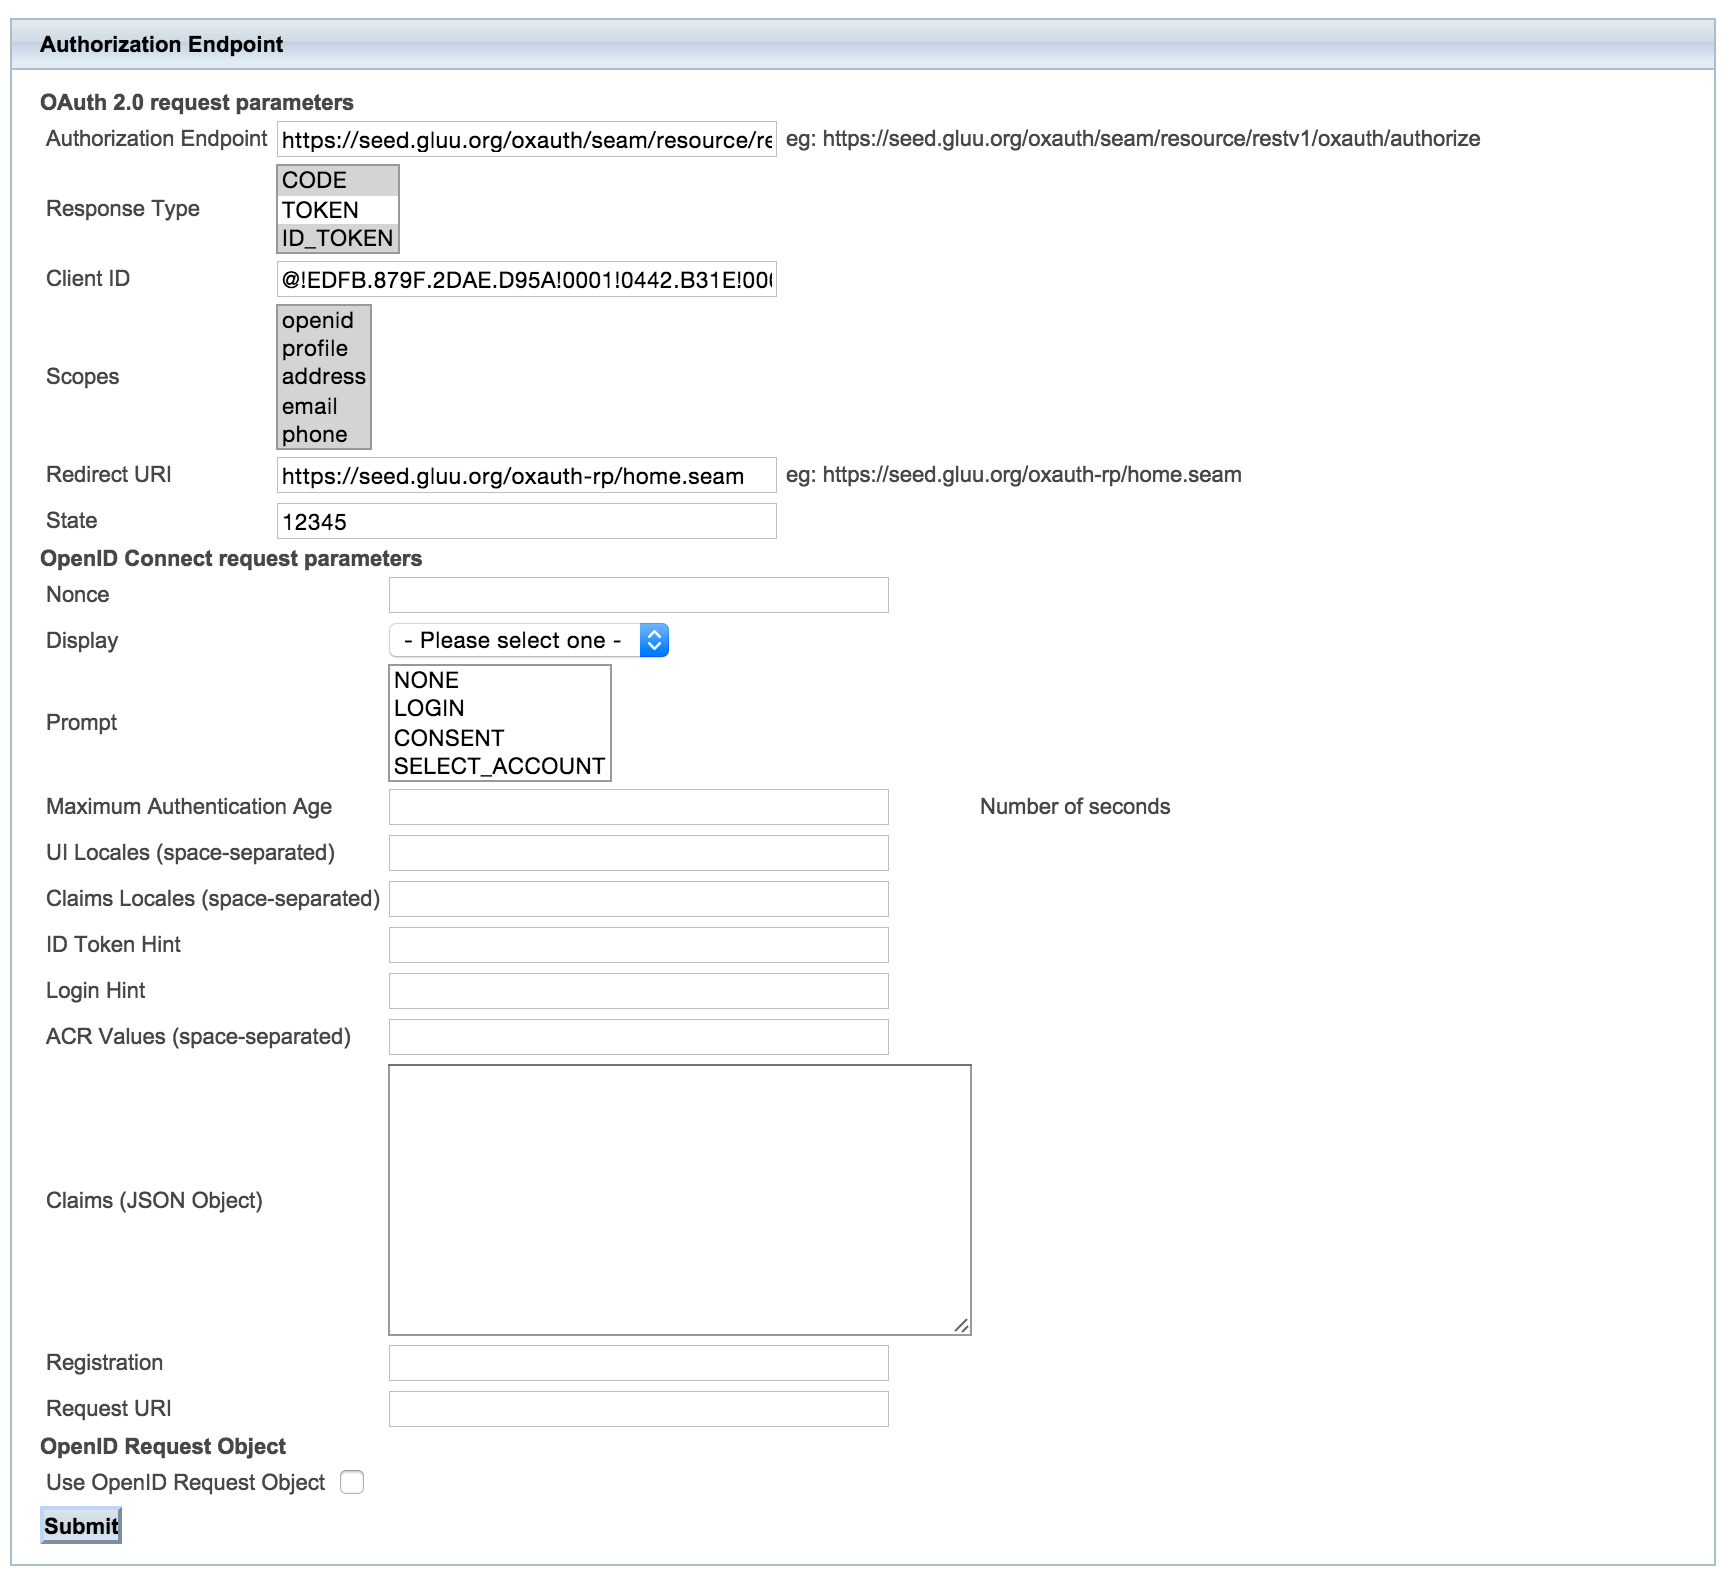 Authorization Endpoint
OAuth 2.0 request parameters
Authorization Endpoint https://seed.gluu.org/oxauth/seam/resource/re eg: https://seed.gluu.org/oxauth/seam/resource/restv1/oxauth/authorize
CODE
Response Type TOKEN
ID_TOKEN
Client ID @!EDFB.879F.2DAE.D95A!0001!0442.B31E!00
openid
profile
Scopes address
email
phone
Redirect URI https://seed.gluu.org/oxauth-rp/home.seam eg: https://seed.gluu.org/oxauth-rp/home.seam
State 12345
OpenID Connect request parameters
Nonce
Display - Please select one -
NONE
LOGIN
Prompt
CONSENT
SELECT_ACCOUNT
Maximum Authentication Age Number of seconds
UI Locales (space-separated)
Claims Locales (space-separated)
ID Token Hint
Login Hint
ACR Values (space-separated)
Claims (JSON Object)
Registration
Request URI
OpenID Request Object
Use OpenID Request Object
Submit